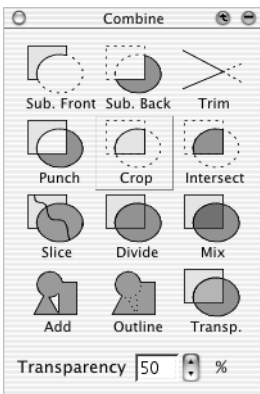 Combine
Sub. Front Sub. Back Trim
Punch Crop Intersect
Slice Divide Mix
Add Outline Transp.
Transparency 50 %